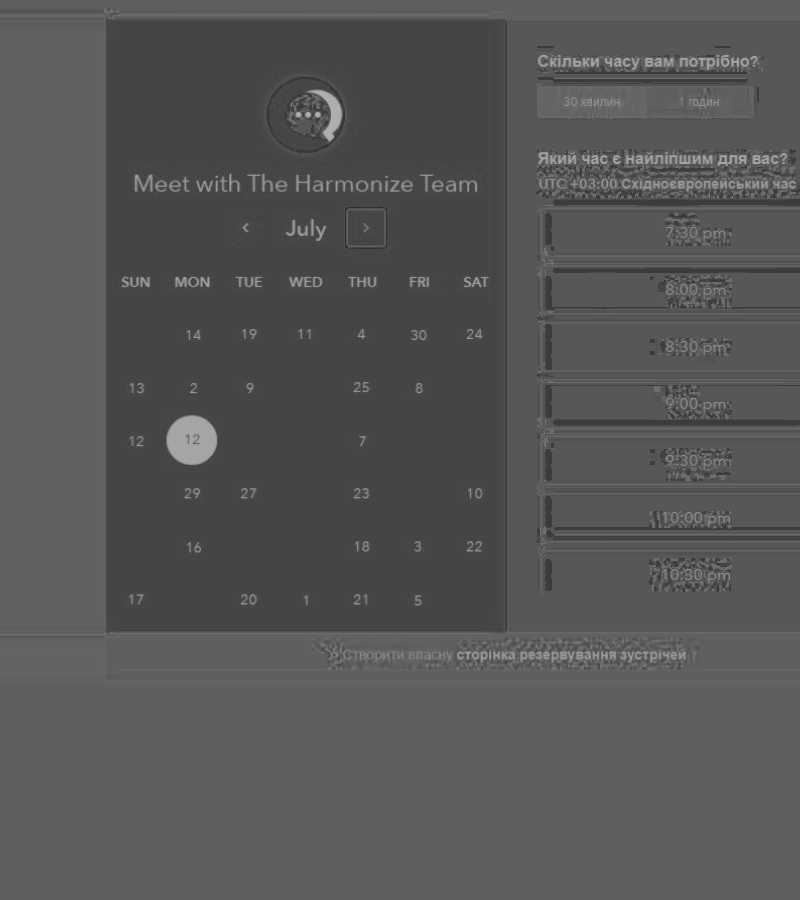 Meet with The Harmonize Team
July
SUN MON TUE WED THU FRI SAT
14 19 11 4 30 24
13 2 9 25 8
12 12 7
29 27 23 10
16 18 3 22
17 20 1 21 5
Скільки часу вам потрібно?
30 хвилин 1 годин
Який час є найліпшим для вас?
UTC +03:00 Східноєвропейський час
7:30 pm
8:00 pm
8:30 pm
9:00 pm
9:30 pm
10:00 pm
10:30 pm
Створити власну сторінка резервування зустрічей